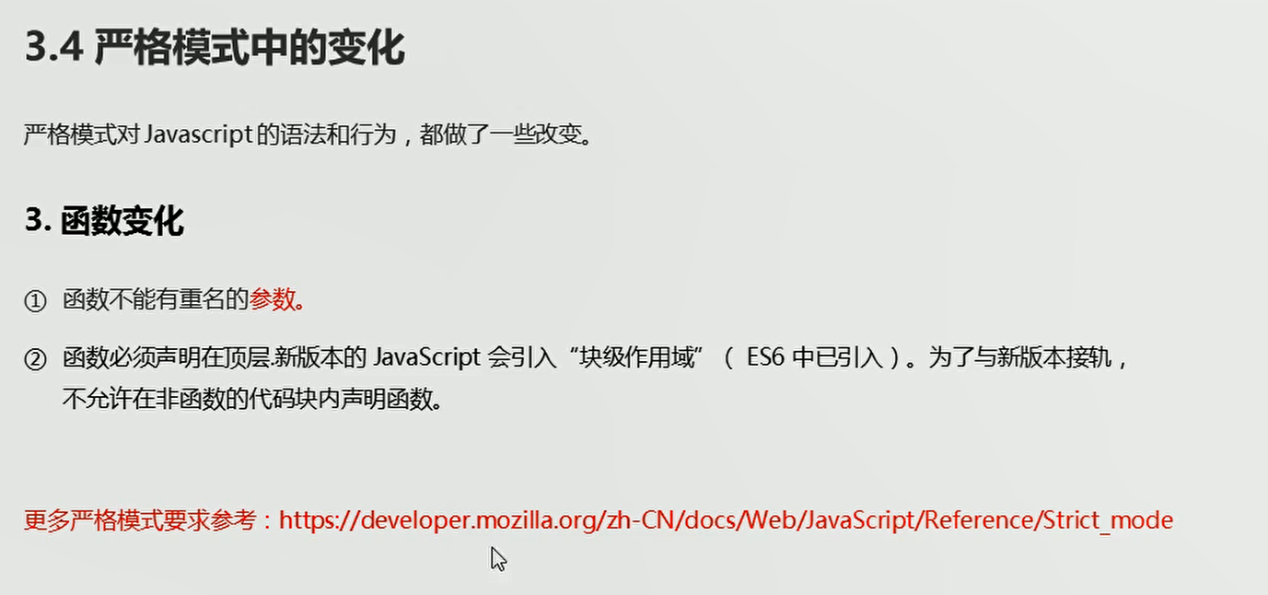 3.4 严格模式中的变化
严格模式对 Javascript 的语法和行为，都做了一些改变。
3. 函数变化
① 函数不能有重名的参数。
② 函数必须声明在顶层.新版本的 JavaScript 会引入“块级作用域”（ ES6 中已引入）。为了与新版本接轨，
不允许在非函数的代码块内声明函数。
更多严格模式要求参考：https://developer.mozilla.org/zh-CN/docs/Web/JavaScript/Reference/Strict_mode